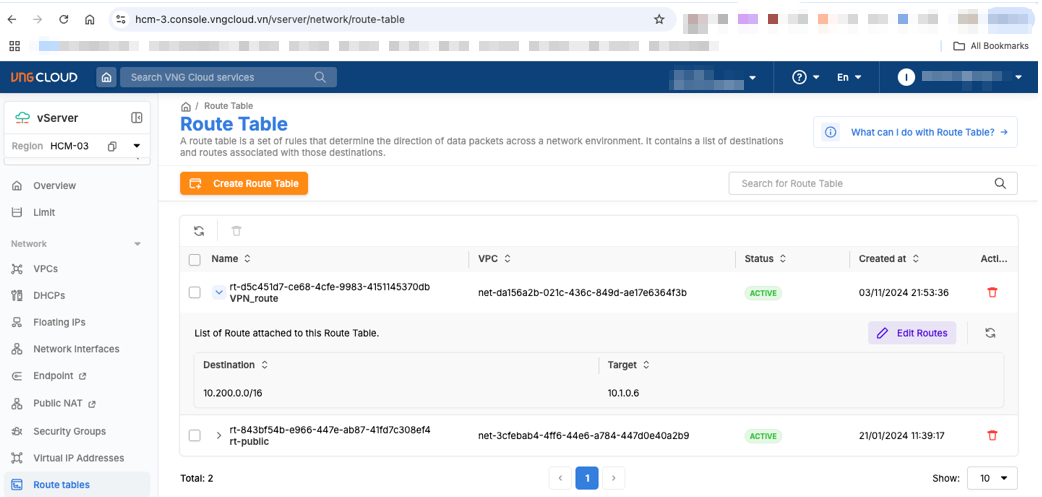 hcm-3.console.vngcloud.vn/vserver/network/route-table
All Bookmarks
VNGCLOUD
Search VNG Cloud services
En
I
vServer
Region HCM-03
Overview
Limit
Network
VPCs
DHCPs
Floating IPs
Network Interfaces
Endpoint
Public NAT
Security Groups
Virtual IP Addresses
Route tables
/ Route Table
Route Table
A route table is a set of rules that determine the direction of data packets across a network environment. It contains a list of destinations
and routes associated with those destinations.
What can I do with Route Table?
Create Route Table
Search for Route Table
Name VPC Status Created at Acti...
rt-d5c451d7-ce68-4cfe-9983-4151145370db
VPN_route
net-da156a2b-021c-436c-849d-ae17e6364f3b
ACTIVE
03/11/2024 21:53:36
List of Route attached to this Route Table.
Edit Routes
Destination Target
10.200.0.0/16 10.1.0.6
rt-843bf54b-e966-447e-ab87-41fd7c308ef4
rt-public
net-3cfebab4-4ff6-44e6-a784-447d0e40a2b9
ACTIVE
21/01/2024 11:39:17
Total: 2
1
Show: 10